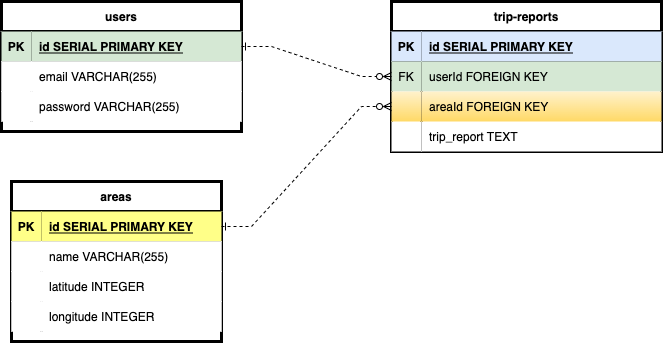 users
PK id SERIAL PRIMARY KEY
email VARCHAR(255)
password VARCHAR(255)
trip-reports
PK id SERIAL PRIMARY KEY
FK userId FOREIGN KEY
areaId FOREIGN KEY
trip_report TEXT
areas
PK id SERIAL PRIMARY KEY
name VARCHAR(255)
latitude INTEGER
longitude INTEGER